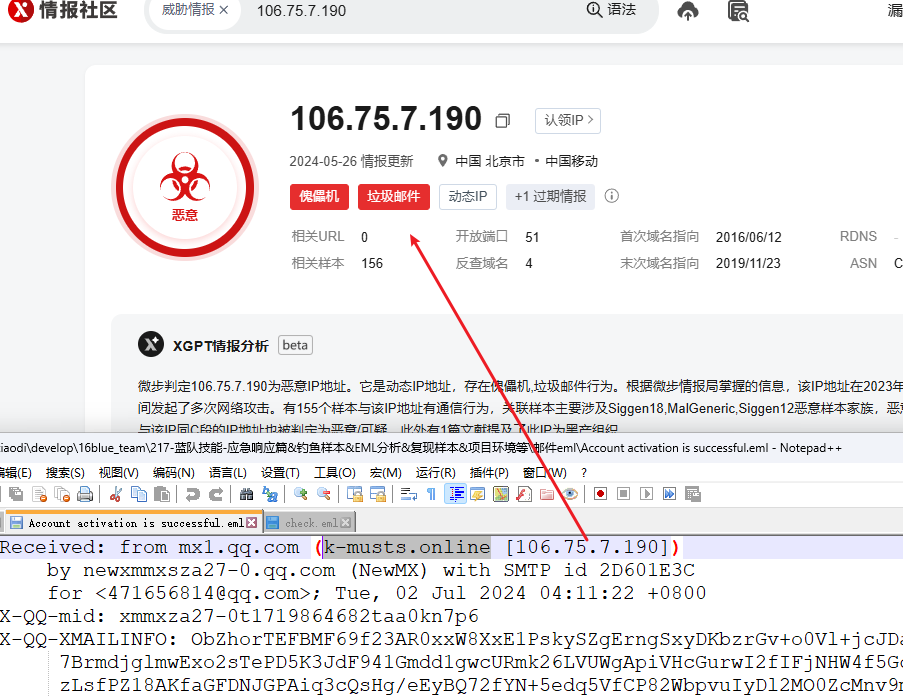 X 情报社区 威胁情报 × 106.75.7.190 语法 漏
106.75.7.190 认领IP >
2024-05-26 情报更新 中国 北京市 • 中国移动
恶意
傀儡机 垃圾邮件 动态IP +1 过期情报
相关URL 0 开放端口 51 首次域名指向 2016/06/12 RDNS -
相关样本 156 反查域名 4 末次域名指向 2019/11/23 ASN C
XGPT情报分析 beta
微步判定106.75.7.190为恶意IP地址。它是动态IP地址，存在傀儡机,垃圾邮件行为。根据微步情报局掌握的信息，该IP地址在2023年
间发起了多次网络攻击。有155个样本与该IP地址有通信行为，关联样本主要涉及Siggen18,MalGeneric,Siggen12恶意样本家族，恶意
与该IP同C段的IP地址也被判定为恶意/可疑，此外有1篇文献提及了此IP为黑产组织
iaodi\develop\16blue_team\217-蓝队技能-应急响应篇&钓鱼样本&EML分析&复现样本&项目环境等\邮件eml\Account activation is successful.eml - Notepad++
编辑(E) 搜索(S) 视图(V) 编码(N) 语言(L) 设置(T) 工具(O) 宏(M) 运行(R) 插件(P) 窗口(W) ?
Account activation is successful.eml check.eml
Received: from mx1.qq.com (k-musts.online [106.75.7.190])
by newxmmxsza27-0.qq.com (NewMX) with SMTP id 2D601E3C
for <471656814@qq.com>; Tue, 02 Jul 2024 04:11:22 +0800
X-QQ-mid: xmmxza27-0t1719864682taa0kn7p6
X-QQ-XMAILINFO: ObZhorTEFBMF69f23AR0xxW8XxE1PskySZgErngSxyDKbzrGv+o0Vl+jcJDa
7BrmdjglmwExo2sTePD5K3JdF941Gmdd1gwcURmk26LVUWgApiVHcGurwI2fIFjNHW4f5Go
zLsfPZ18AKfaGFDNJGPAiq3cQsHg/eEyBQ72fYN+5edq5VfCP82WbpvuIyDl2MO0ZcMnv9n